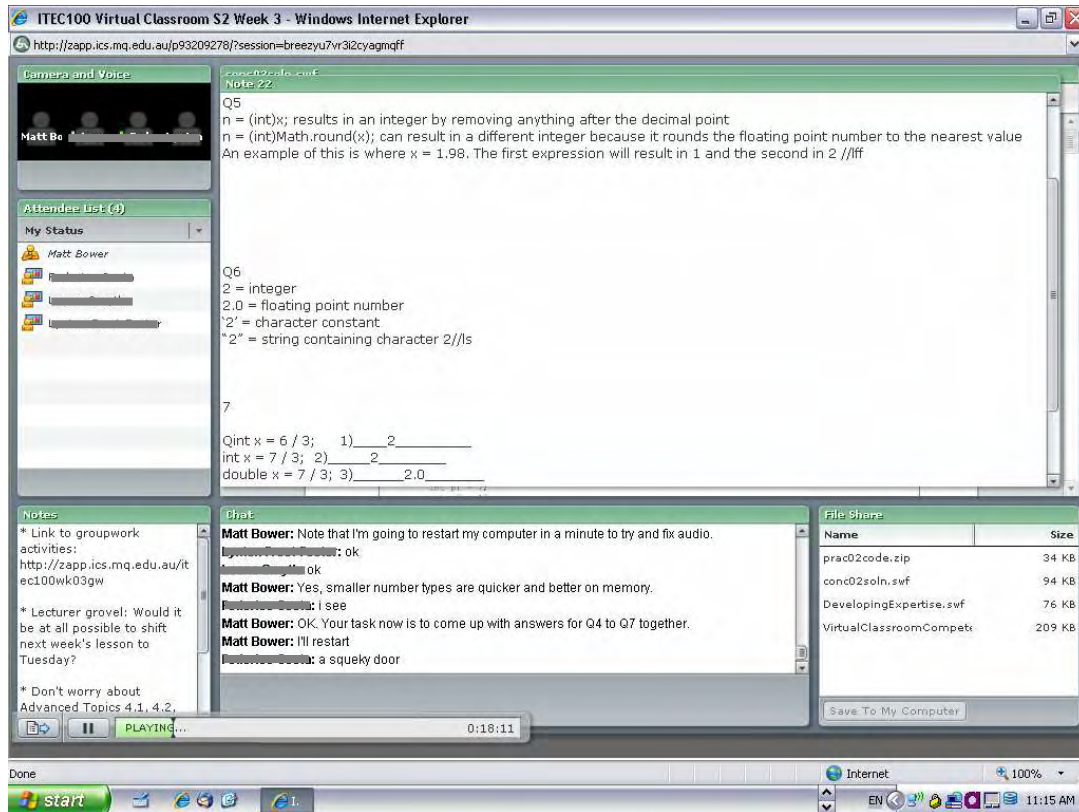 ITEC100 Virtual Classroom S2 Week 3 - Windows Internet Explorer
http://zapp.ics.mq.edu.au/p93209278/?session=breezyu7vr3i2cyagmqff
Camera and Voice
Matt Bo
Attendee List (4)
My Status
Matt Bower
conc02soln.swf
Note 22
Q5
n = (int)x; results in an integer by removing anything after the decimal point
n = (int)Math.round(x); can result in a different integer because it rounds the floating point number to the nearest value
An example of this is where x = 1.98. The first expression will result in 1 and the second in 2 //lff
Q6
2 = integer
2.0 = floating point number
'2' = character constant
"2" = string containing character 2//ls
7
Qint x = 6 / 3; 1)_____2__________
int x = 7 / 3; 2)______2_________
double x = 7 / 3; 3)_______2.0_______
Notes
* Link to groupwork
activities:
http://zapp.ics.mq.edu.au/it
ec100wk03gw
* Lecturer grovel: Would it
be at all possible to shift
next week's lesson to
Tuesday?
* Don't worry about
Advanced Topics 4.1, 4.2,
Chat
Matt Bower: Note that I'm going to restart my computer in a minute to try and fix audio.
: ok
ok
Matt Bower: Yes, smaller number types are quicker and better on memory.
: i see
Matt Bower: OK. Your task now is to come up with answers for Q4 to Q7 together.
Matt Bower: I'll restart
: a squeky door
File Share
Name Size
prac02code.zip 34 KB
conc02soln.swf 94 KB
DevelopingExpertise.swf 76 KB
VirtualClassroomCompete 209 KB
Save To My Computer
PLAYING... 0:18:11
Done Internet 100%
start I. EN 11:15 AM